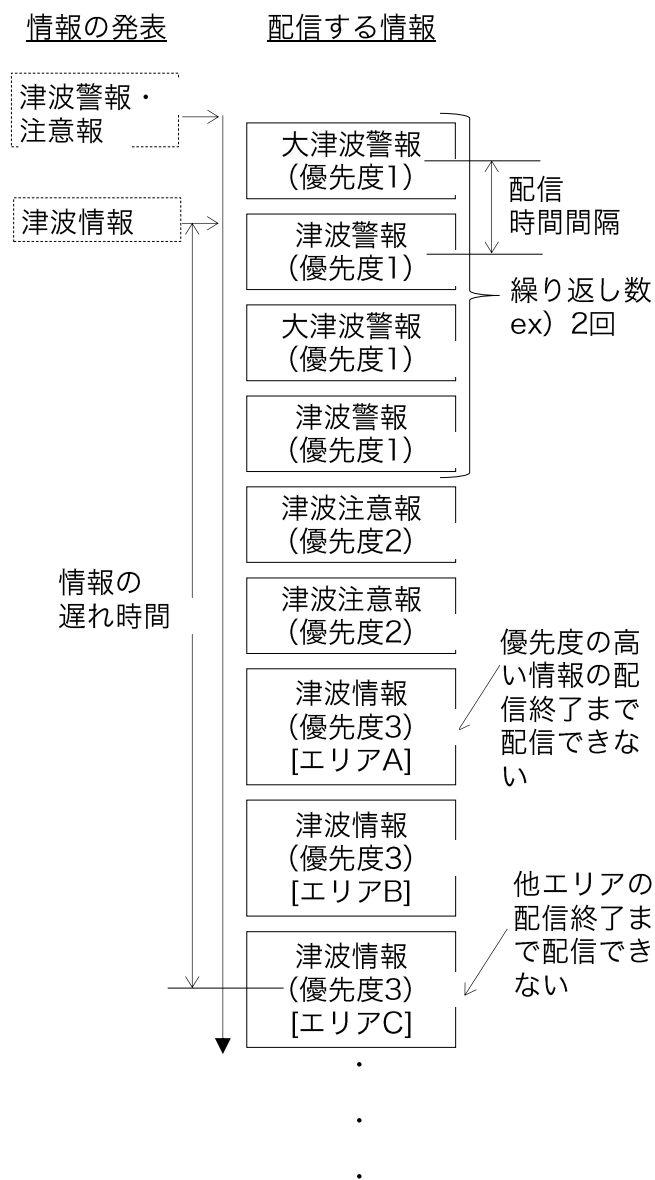 情報の発表
配信する情報
津波警報・
注意報
大津波警報
（優先度1）
配信
時間間隔
津波情報
津波警報
（優先度1）
繰り返し数
ex）2回
大津波警報
（優先度1）
津波警報
（優先度1）
津波注意報
（優先度2）
情報の
遅れ時間
津波注意報
（優先度2）
優先度の高
い情報の配
信終了まで
配信できな
い
津波情報
（優先度3）
[エリアA]
津波情報
（優先度3）
[エリアB]
他エリアの
配信終了ま
で配信でき
ない
津波情報
（優先度3）
[エリアC]
・
・
・